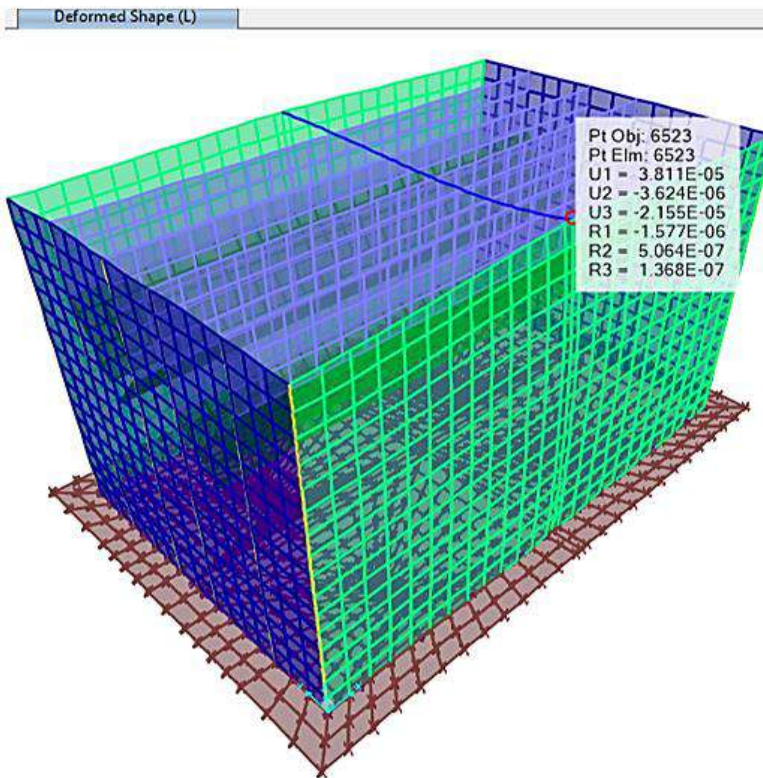 Deformed Shape (L)
Pt Obj: 6523
Pt Elm: 6523
U1 = 3.811E-05
U2 = -3.624E-06
U3 = -2.155E-05
R1 = -1.577E-06
R2 = 5.064E-07
R3 = 1.368E-07